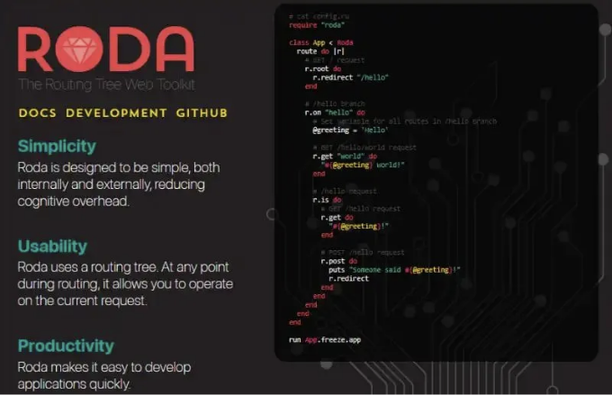 RODA
The Routing Tree Web Toolkit
DOCS DEVELOPMENT GITHUB
Simplicity
Roda is designed to be simple, both
internally and externally, reducing
cognitive overhead.
Usability
Roda uses a routing tree. At any point
during routing, it allows you to operate
on the current request.
Productivity
Roda makes it easy to develop
applications quickly.
# cat config.ru
require "roda"
class App < Roda
route do |r|
# GET / request
r.root do
r.redirect "/hello"
end
# /hello branch
r.on "hello" do
# Set variable for all routes in /hello branch
@greeting = 'Hello'
# GET /hello/world request
r.get "world" do
"#{@greeting} world!"
end
# /hello request
r.is do
# GET /hello request
r.get do
"#{@greeting}!"
end
# POST /hello request
r.post do
puts "Someone said #{@greeting}!"
r.redirect
end
end
end
end
end
run App.freeze.app